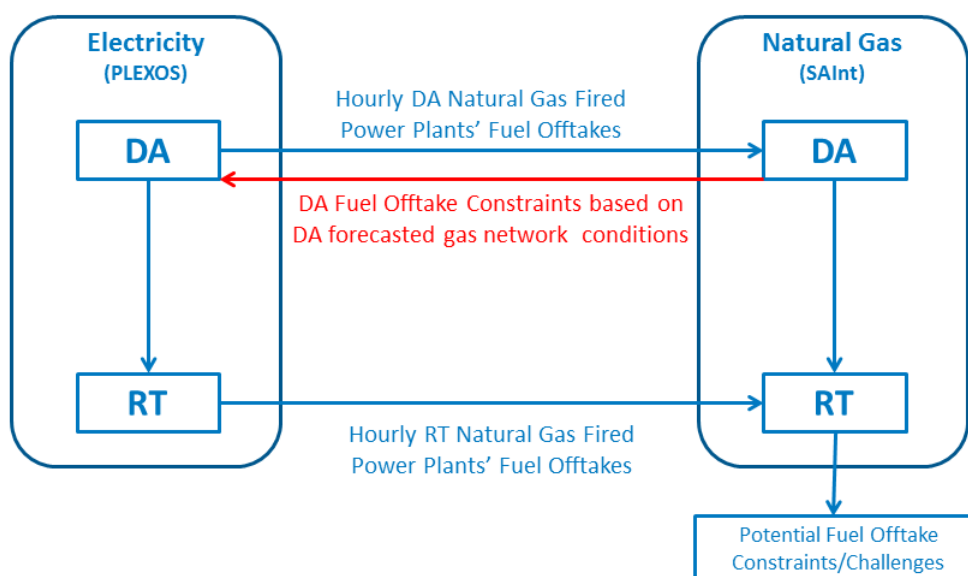 Electricity
(PLEXOS)
Natural Gas
(SAInt)
Hourly DA Natural Gas Fired
Power Plants’ Fuel Offtakes
DA
DA
DA Fuel Offtake Constraints based on
DA forecasted gas network conditions
RT
RT
Hourly RT Natural Gas Fired
Power Plants’ Fuel Offtakes
Potential Fuel Offtake
Constraints/Challenges